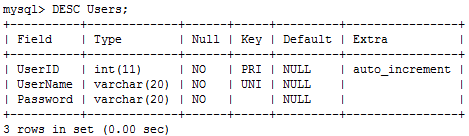 mysql> DESC Users;
+----------+-------------+------+-----+---------+----------------+
| Field    | Type        | Null | Key | Default | Extra          |
+----------+-------------+------+-----+---------+----------------+
| UserID   | int(11)     | NO   | PRI | NULL    | auto_increment |
| UserName | varchar(20) | NO   | UNI | NULL    |                |
| Password | varchar(20) | NO   |     | NULL    |                |
+----------+-------------+------+-----+---------+----------------+
3 rows in set (0.00 sec)